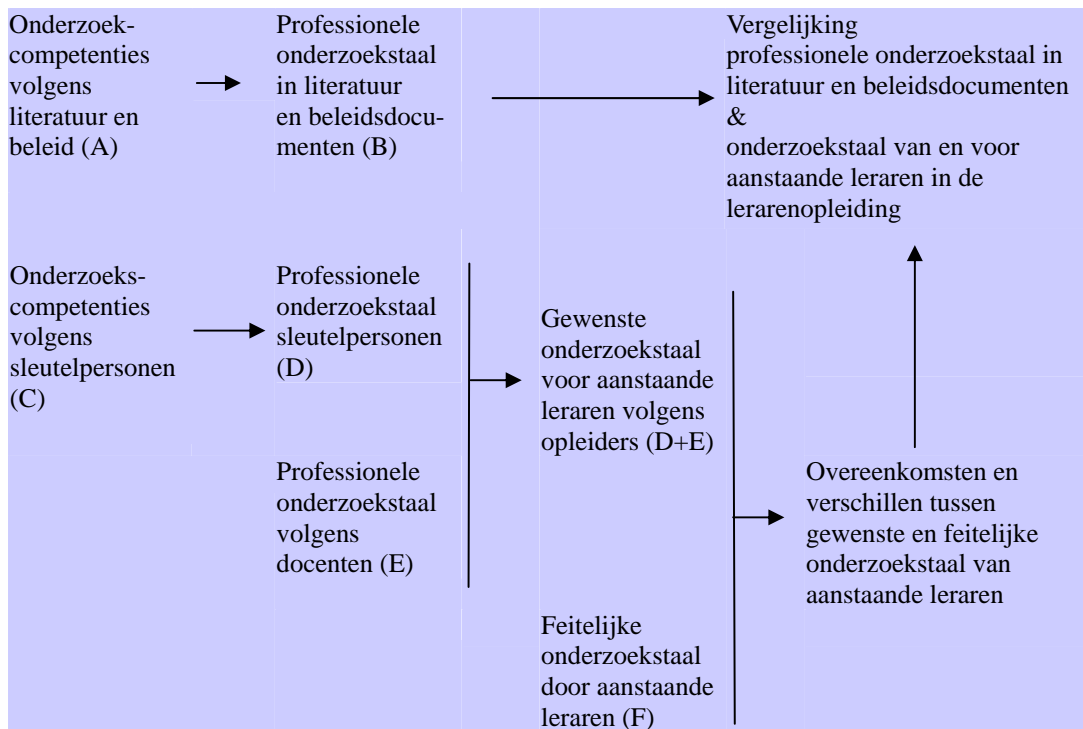 Onderzoek-
competenties
volgens
literatuur en
beleid (A)
Professionele
onderzoekstaal
in literatuur
en beleidsdocu-
menten (B)
Vergelijking
professionele onderzoekstaal in
literatuur en beleidsdocumenten
&
onderzoekstaal van en voor
aanstaande leraren in de
lerarenopleiding
Onderzoeks-
competenties
volgens
sleutelpersonen
(C)
Professionele
onderzoekstaal
sleutelpersonen
(D)
Professionele
onderzoekstaal
volgens
docenten (E)
Gewenste
onderzoekstaal
voor aanstaande
leraren volgens
opleiders (D+E)
Feitelijke
onderzoekstaal
door aanstaande
leraren (F)
Overeenkomsten en
verschillen tussen
gewenste en feitelijke
onderzoekstaal van
aanstaande leraren